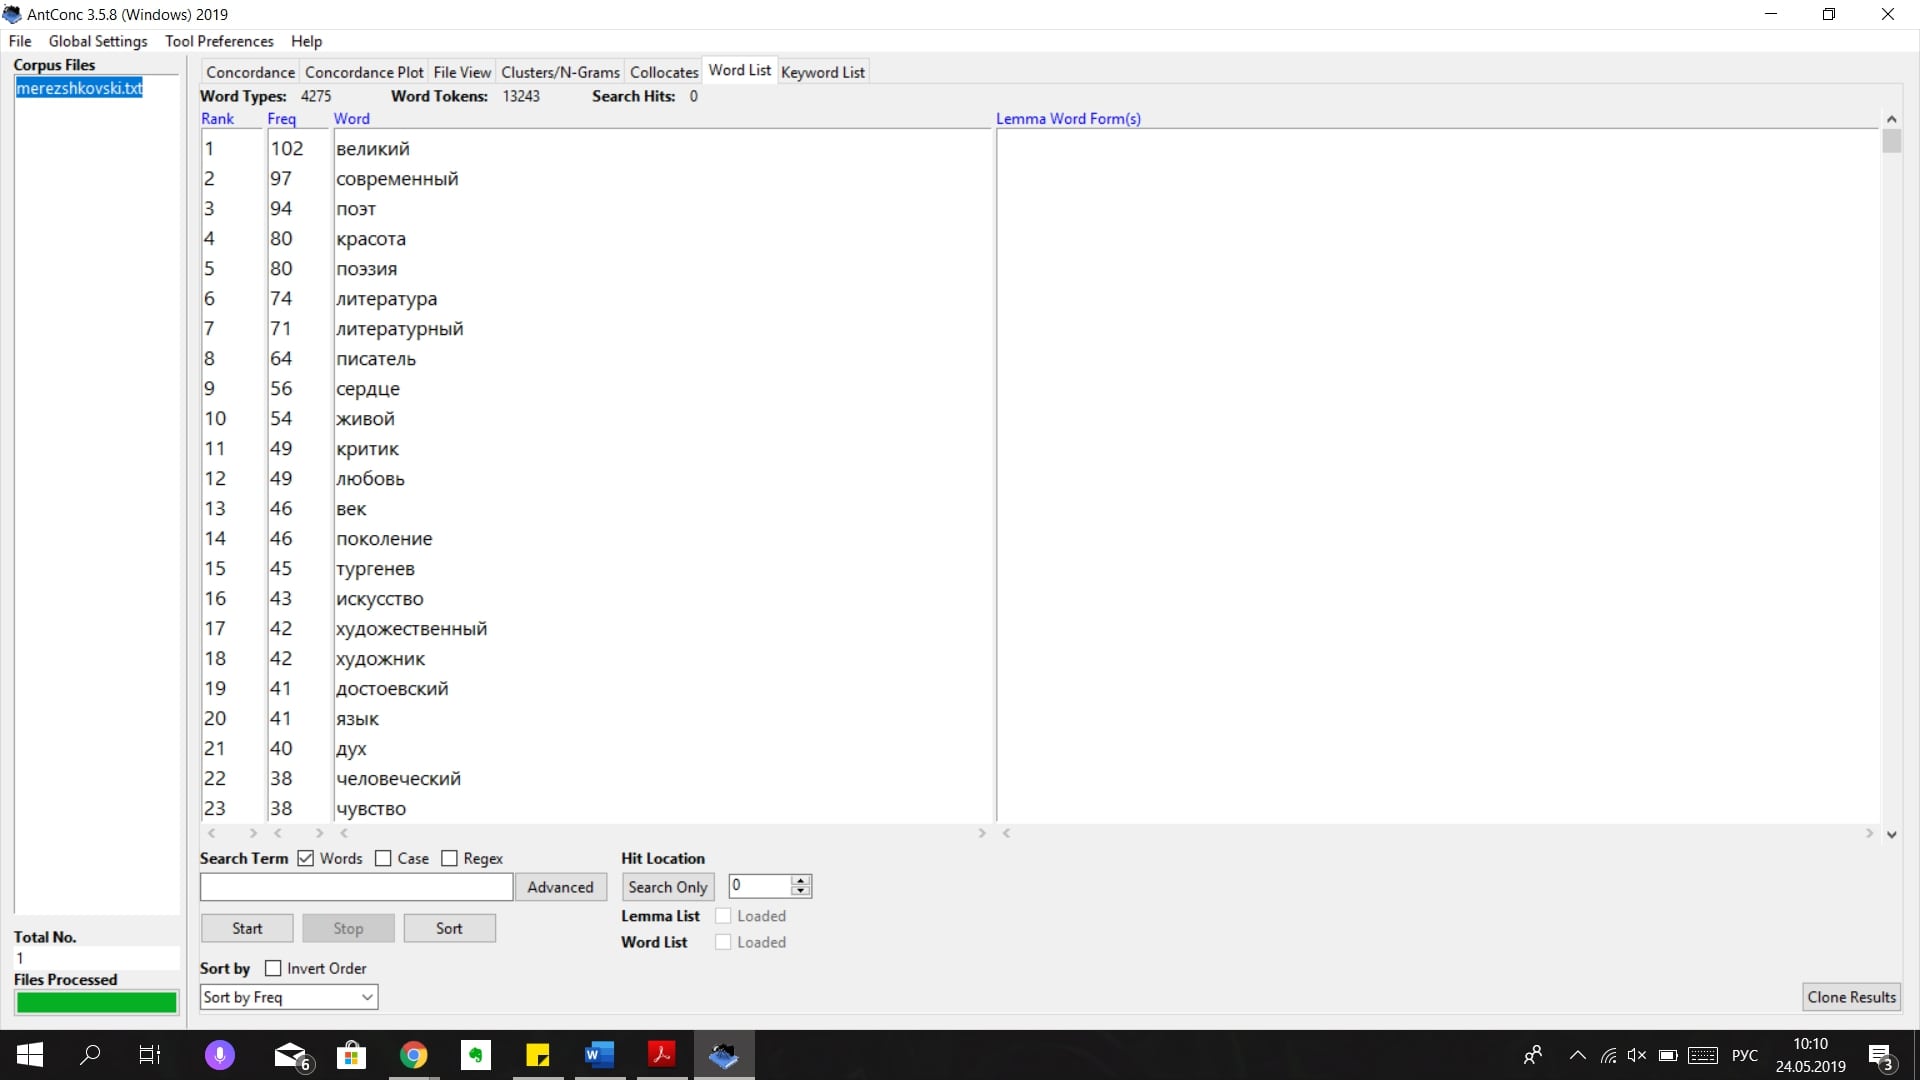 AntConc 3.5.8 (Windows) 2019
File Global Settings Tool Preferences Help
Corpus Files
merezshkovski.txt
Concordance Concordance Plot File View Clusters/N-Grams Collocates Word List Keyword List
Word Types: 4275 Word Tokens: 13243 Search Hits: 0
Rank Freq Word Lemma Word Form(s)
1 102 великий
2 97 современный
3 94 поэт
4 80 красота
5 80 поэзия
6 74 литература
7 71 литературный
8 64 писатель
9 56 сердце
10 54 живой
11 49 критик
12 49 любовь
13 46 век
14 46 поколение
15 45 тургенев
16 43 искусство
17 42 художественный
18 42 художник
19 41 достоевский
20 41 язык
21 40 дух
22 38 человеческий
23 38 чувство
Search Term Words Case Regex Hit Location
Advanced Search Only 0
Lemma List Loaded
Start Stop Sort
Word List Loaded
Total No.
1
Sort by Invert Order
Files Processed
Sort by Freq Clone Results
6
W
РУС
10:10
24.05.2019
3